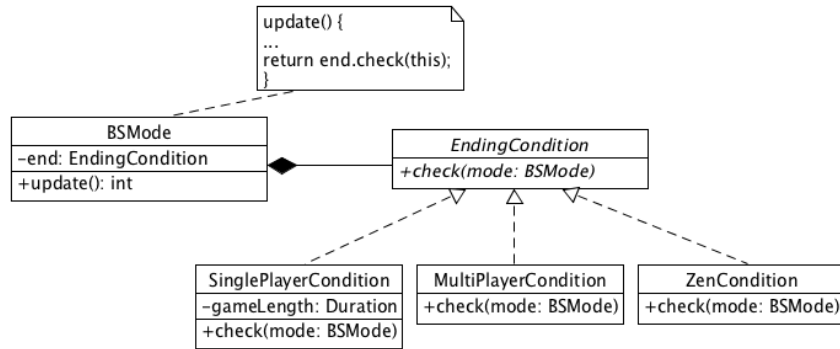 update() {
...
return end.check(this);
}
BSMode
-end: EndingCondition
+update(): int
EndingCondition
+check(mode: BSMode)
SinglePlayerCondition
-gameLength: Duration
+check(mode: BSMode)
MultiPlayerCondition
+check(mode: BSMode)
ZenCondition
+check(mode: BSMode)